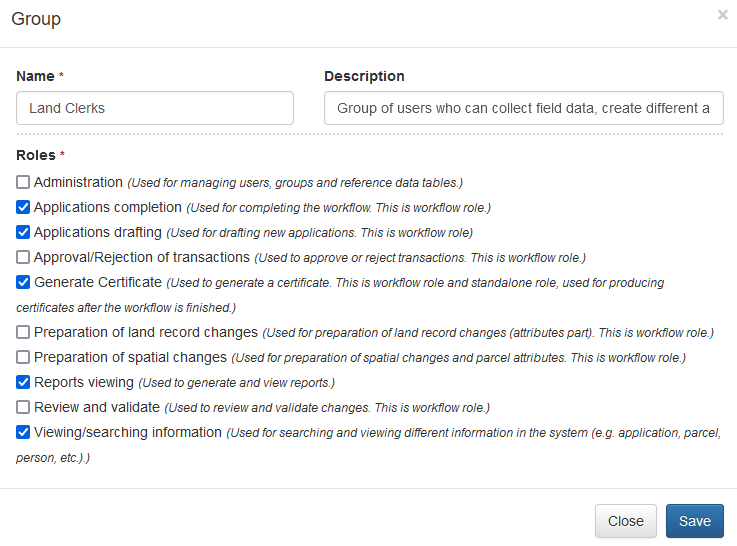 Group ×
Name * Description
Land Clerks Group of users who can collect field data, create different a
Roles *
Administration (Used for managing users, groups and reference data tables.)
Applications completion (Used for completing the workflow. This is workflow role.)
Applications drafting (Used for drafting new applications. This is workflow role)
Approval/Rejection of transactions (Used to approve or reject transactions. This is workflow role.)
Generate Certificate (Used to generate a certificate. This is workflow role and standalone role, used for producing
certificates after the workflow is finished.)
Preparation of land record changes (Used for preparation of land record changes (attributes part). This is workflow role.)
Preparation of spatial changes (Used for preparation of spatial changes and parcel attributes. This is workflow role.)
Reports viewing (Used to generate and view reports.)
Review and validate (Used to review and validate changes. This is workflow role.)
Viewing/searching information (Used for searching and viewing different information in the system (e.g. application, parcel,
person, etc.).)
Close Save